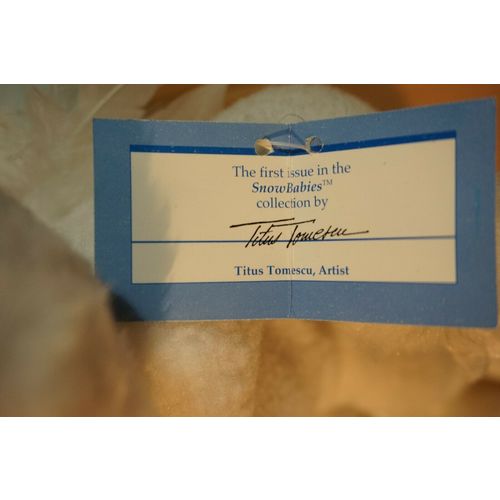 The first issue in the
SnowBabies™
collection by
Titus Tomescu
Titus Tomescu, Artist